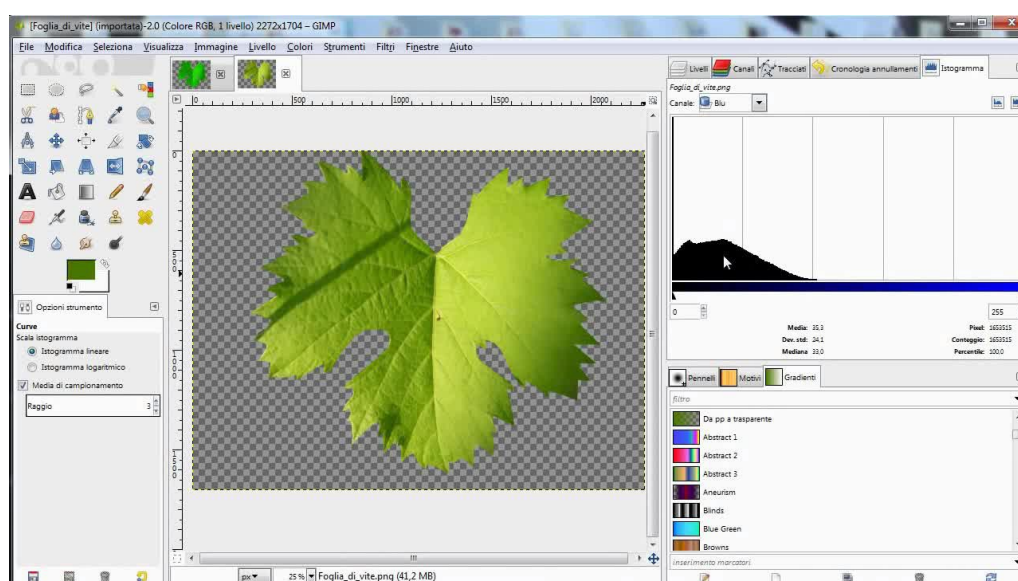 [Foglia_di_vite] (importata)-2.0 (Colore RGB, 1 livello) 2272x1704 – GIMP
File Modifica Seleziona Visualizza Immagine Livello Colori Strumenti Filtri Finestre Aiuto
Livelli Canali Tracciati Cronologia annullamenti Istogramma
Foglia_di_vite.png
Canale: Blu
0 500 1000 1500 2000
0
500
1000
1500
0 255
Media: 35,3 Pixel: 1653515
Dev. std: 24,1 Conteggio: 1653515
Mediana 33,0 Percentile: 100,0
Opzioni strumento
Curve
Scala istogramma
Istogramma lineare
Istogramma logaritmico
Media di campionamento
Raggio 3
Pennelli Motivi Gradienti
filtro
Da pp a trasparente
Abstract 1
Abstract 2
Abstract 3
Aneurism
Blinds
Blue Green
Browns
inserimento marcatori
px 25 % Foglia_di_vite.png (41,2 MB)